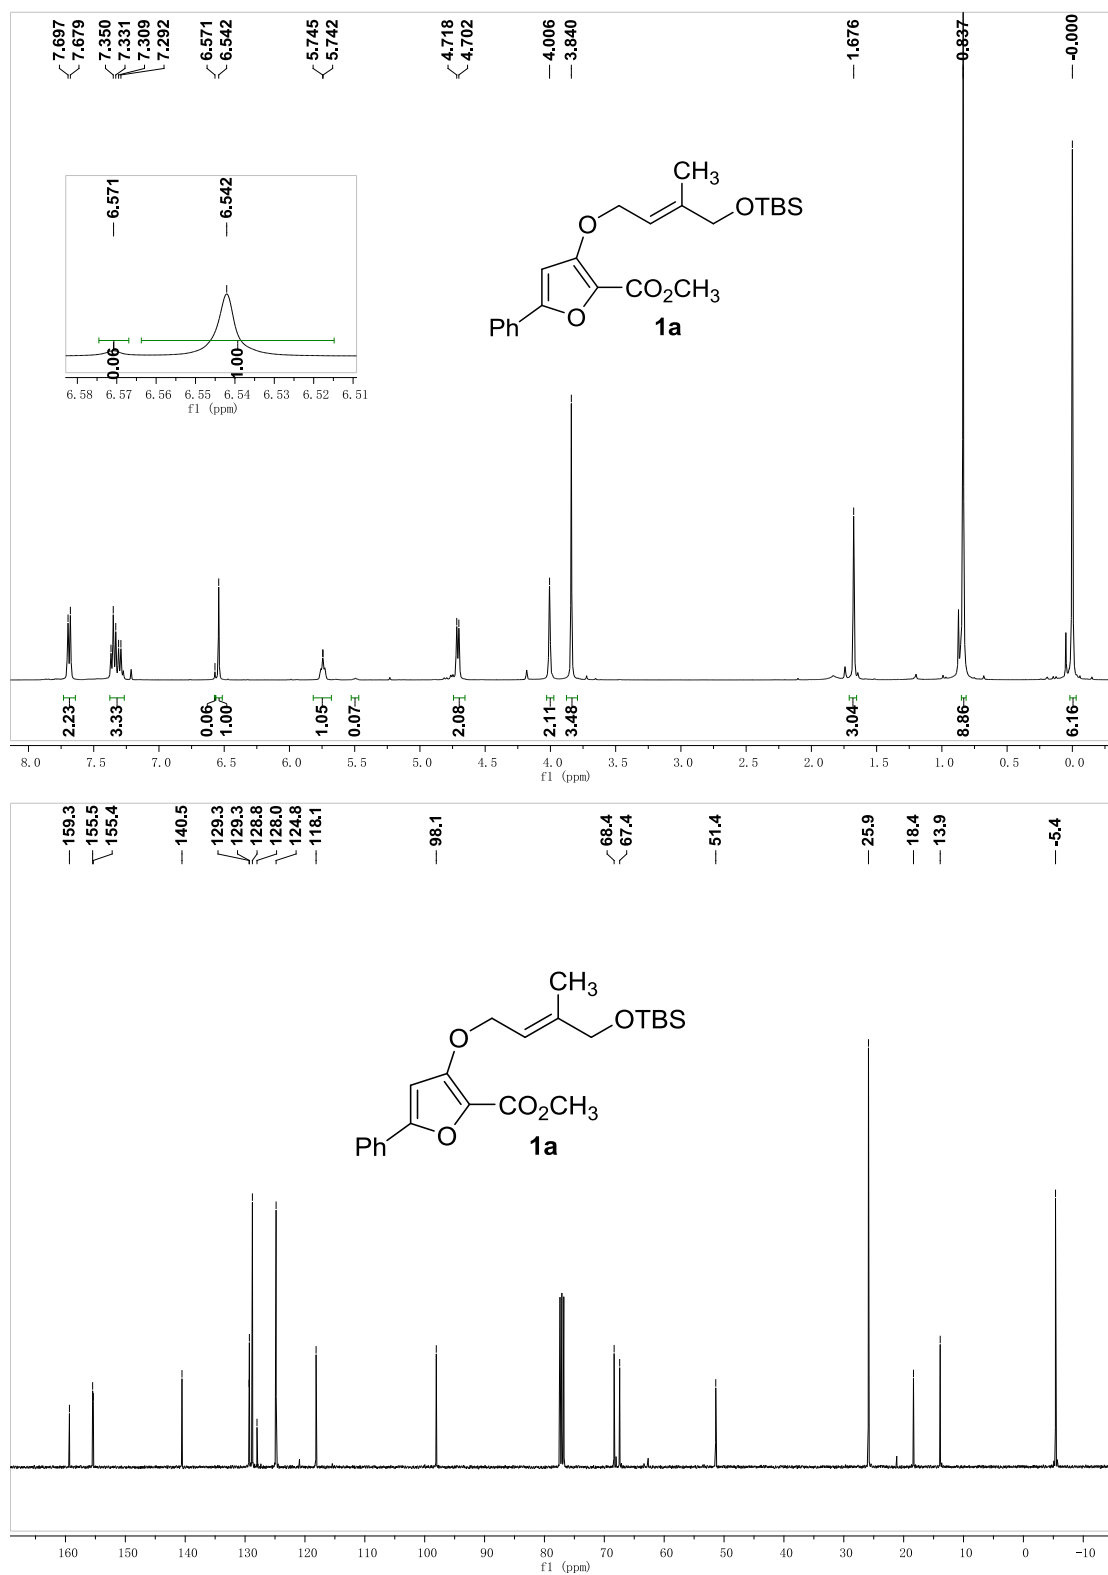 7.697
7.679
7.350
7.331
7.309
7.292
6.571
6.542
5.745
5.742
4.718
4.702
4.006
3.840
1.676
0.837
-0.000
6.571
6.542
0.06
1.00
6.58 6.57 6.56 6.55 6.54 6.53 6.52 6.51
f1 (ppm)
CH3
OTBS
O
CO2CH3
Ph
O
1a
2.23
3.33
0.06
1.00
1.05
0.07
2.08
2.11
3.48
3.04
8.86
6.16
8.0 7.5 7.0 6.5 6.0 5.5 5.0 4.5 4.0 3.5 3.0 2.5 2.0 1.5 1.0 0.5 0.0
f1 (ppm)
159.3
155.5
155.4
140.5
129.3
129.3
128.8
128.0
124.8
118.1
98.1
68.4
67.4
51.4
25.9
18.4
13.9
-5.4
CH3
OTBS
O
CO2CH3
Ph
O
1a
160 150 140 130 120 110 100 90 80 70 60 50 40 30 20 10 0 -10
f1 (ppm)